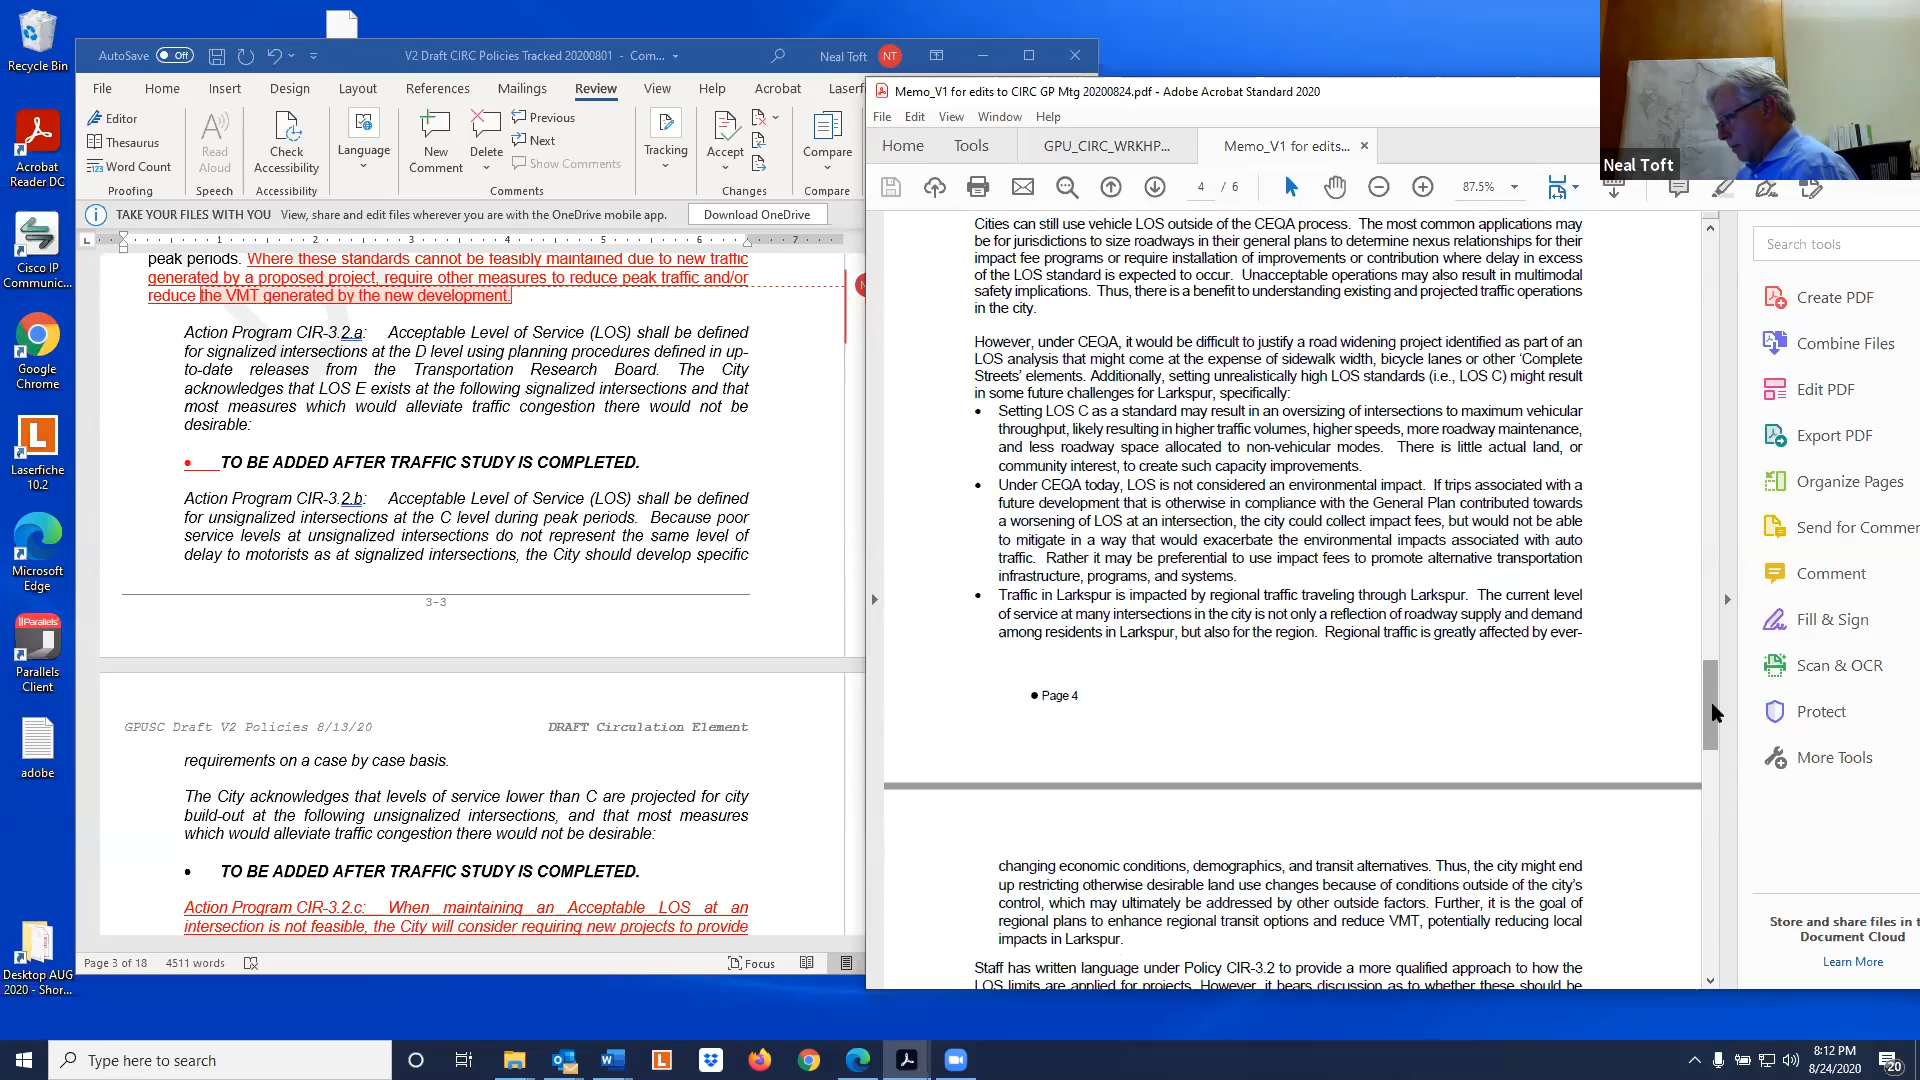 Recycle Bin
Acrobat
Reader DC
Cisco IP
Communic...
Google
Chrome
Laserfiche
10.2
Microsoft
Edge
Parallels
Parallels
Client
adobe
Desktop AUG
2020 - Shor...
AutoSave Off
V2 Draft CIRC Policies Tracked 20200801 - Com...
Neal Toft NT
File Home Insert Design Layout References Mailings Review View Help Acrobat Laserf
Editor
Thesaurus
Word Count
Proofing
Read
Aloud
Speech
Check
Accessibility
Accessibility
Language
New
Comment
Delete
Previous
Next
Show Comments
Comments
Tracking
Accept
Changes
Compare
Compare
TAKE YOUR FILES WITH YOU View, share and edit files wherever you are with the OneDrive mobile app. Download OneDrive
1 2 3 4 5 6 7
peak periods. Where these standards cannot be feasibly maintained due to new traffic
generated by a proposed project, require other measures to reduce peak traffic and/or
reduce the VMT generated by the new development.
Action Program CIR-3.2.a: Acceptable Level of Service (LOS) shall be defined
for signalized intersections at the D level using planning procedures defined in up-
to-date releases from the Transportation Research Board. The City
acknowledges that LOS E exists at the following signalized intersections and that
most measures which would alleviate traffic congestion there would not be
desirable:
• TO BE ADDED AFTER TRAFFIC STUDY IS COMPLETED.
Action Program CIR-3.2.b: Acceptable Level of Service (LOS) shall be defined
for unsignalized intersections at the C level during peak periods. Because poor
service levels at unsignalized intersections do not represent the same level of
delay to motorists as at signalized intersections, the City should develop specific
3-3
GPUSC Draft V2 Policies 8/13/20 DRAFT Circulation Element
requirements on a case by case basis.
The City acknowledges that levels of service lower than C are projected for city
build-out at the following unsignalized intersections, and that most measures
which would alleviate traffic congestion there would not be desirable:
• TO BE ADDED AFTER TRAFFIC STUDY IS COMPLETED.
Action Program CIR-3.2.c: When maintaining an Acceptable LOS at an
intersection is not feasible, the City will consider requiring new projects to provide
Page 3 of 18 4511 words
Focus
Memo_V1 for edits to CIRC GP Mtg 20200824.pdf - Adobe Acrobat Standard 2020
File Edit View Window Help
Home Tools GPU_CIRC_WRKHP... Memo_V1 for edits... ×
4 / 6
87.5%
Cities can still use vehicle LOS outside of the CEQA process. The most common applications may
be for jurisdictions to size roadways in their general plans to determine nexus relationships for their
impact fee programs or require installation of improvements or contribution where delay in excess
of the LOS standard is expected to occur. Unacceptable operations may also result in multimodal
safety implications. Thus, there is a benefit to understanding existing and projected traffic operations
in the city.
However, under CEQA, it would be difficult to justify a road widening project identified as part of an
LOS analysis that might come at the expense of sidewalk width, bicycle lanes or other 'Complete
Streets' elements. Additionally, setting unrealistically high LOS standards (i.e., LOS C) might result
in some future challenges for Larkspur, specifically:
• Setting LOS C as a standard may result in an oversizing of intersections to maximum vehicular
throughput, likely resulting in higher traffic volumes, higher speeds, more roadway maintenance,
and less roadway space allocated to non-vehicular modes. There is little actual land, or
community interest, to create such capacity improvements.
• Under CEQA today, LOS is not considered an environmental impact. If trips associated with a
future development that is otherwise in compliance with the General Plan contributed towards
a worsening of LOS at an intersection, the city could collect impact fees, but would not be able
to mitigate in a way that would exacerbate the environmental impacts associated with auto
traffic. Rather it may be preferential to use impact fees to promote alternative transportation
infrastructure, programs, and systems.
• Traffic in Larkspur is impacted by regional traffic traveling through Larkspur. The current level
of service at many intersections in the city is not only a reflection of roadway supply and demand
among residents in Larkspur, but also for the region. Regional traffic is greatly affected by ever-
• Page 4
changing economic conditions, demographics, and transit alternatives. Thus, the city might end
up restricting otherwise desirable land use changes because of conditions outside of the city's
control, which may ultimately be addressed by other outside factors. Further, it is the goal of
regional plans to enhance regional transit options and reduce VMT, potentially reducing local
impacts in Larkspur.
Staff has written language under Policy CIR-3.2 to provide a more qualified approach to how the
LOS limits are applied for projects. However, it bears discussion as to whether these should be
Neal Toft
Search tools
Create PDF
Combine Files
Edit PDF
Export PDF
Organize Pages
Send for Commen
Comment
Fill & Sign
Scan & OCR
Protect
More Tools
Store and share files in t
Document Cloud
Learn More
Type here to search
8:12 PM
8/24/2020
20